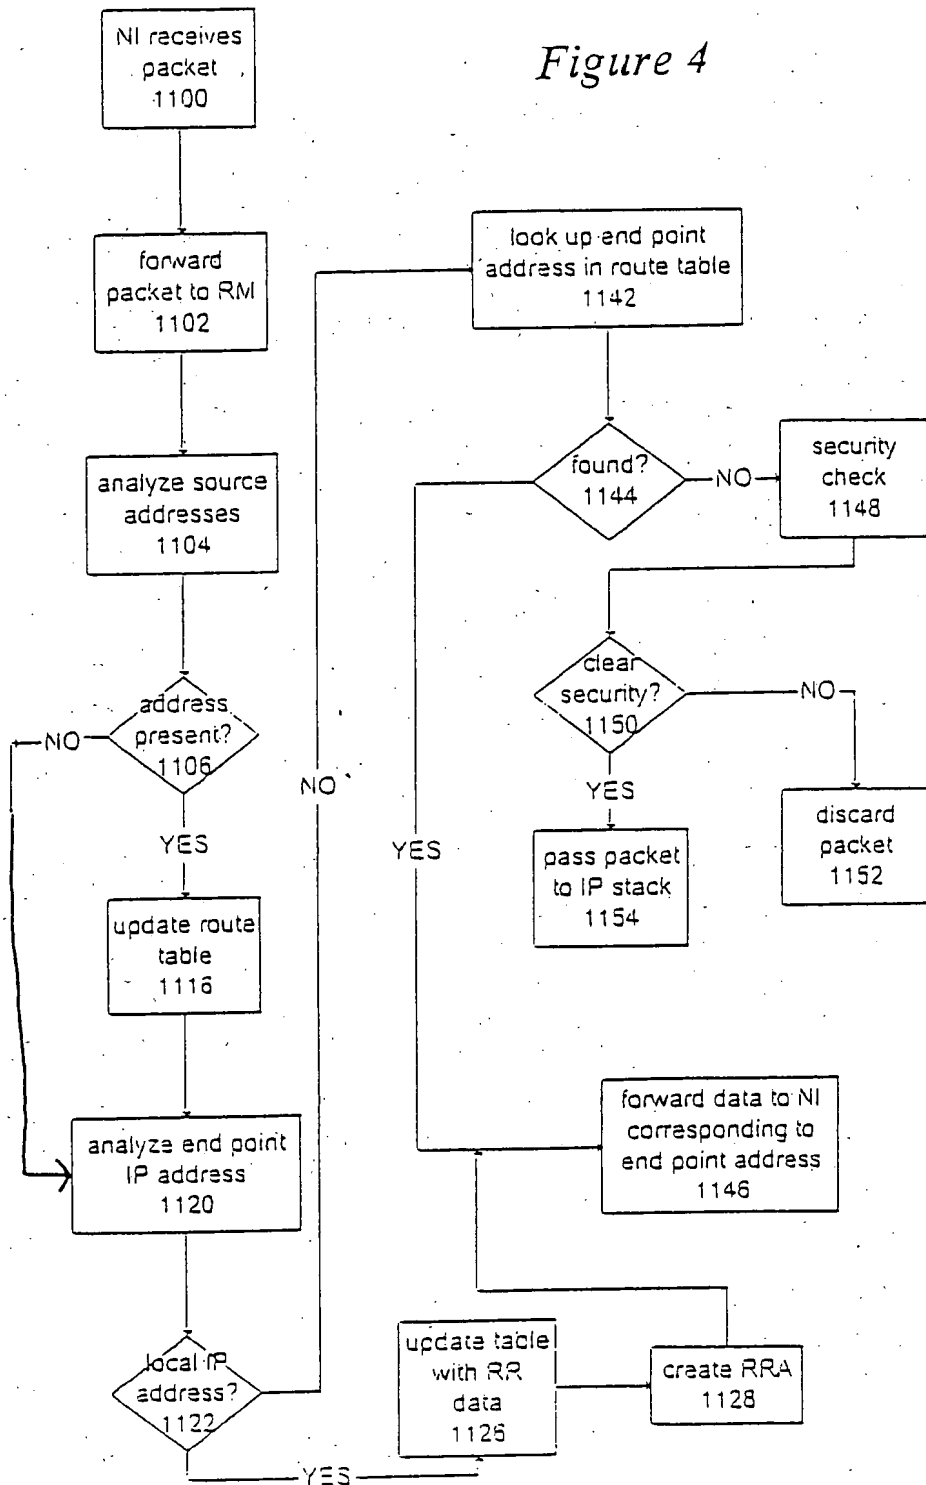 Figure 4
NI receives
packet
1100
forward
packet to RM
1102
analyze source
addresses
1104
address
present?
1106
NO
YES
update route
table
1116
analyze end point
IP address
1120
local IP
address?
1122
NO
YES
look up end point
address in route table
1142
found?
1144
NO
YES
security
check
1148
clear
security?
1150
NO
YES
discard
packet
1152
pass packet
to IP stack
1154
forward data to NI
corresponding to
end point address
1146
update table
with RR
data
1126
create RRA
1128